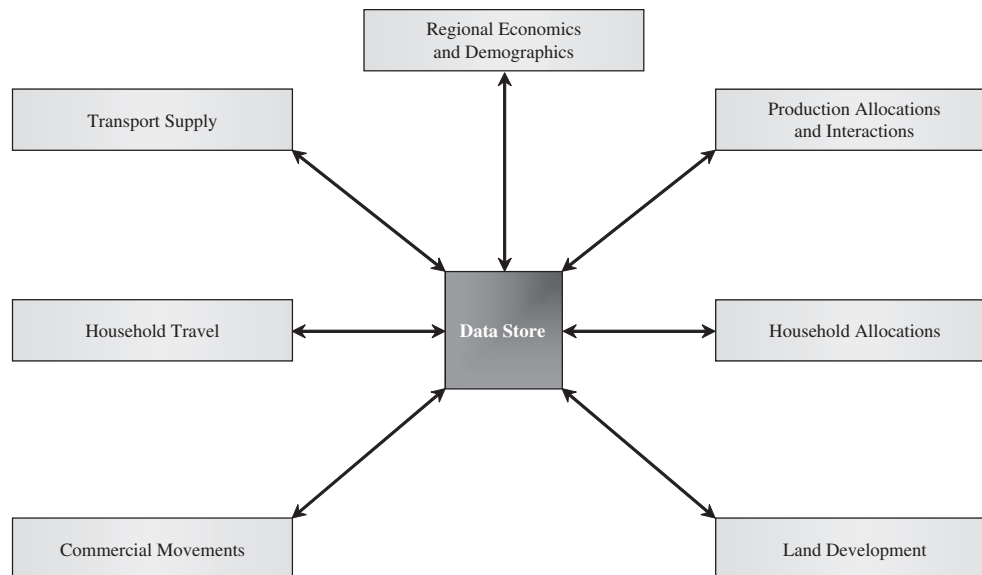 Regional Economics
and Demographics
Transport Supply
Production Allocations
and Interactions
Household Travel
Data Store
Household Allocations
Commercial Movements
Land Development